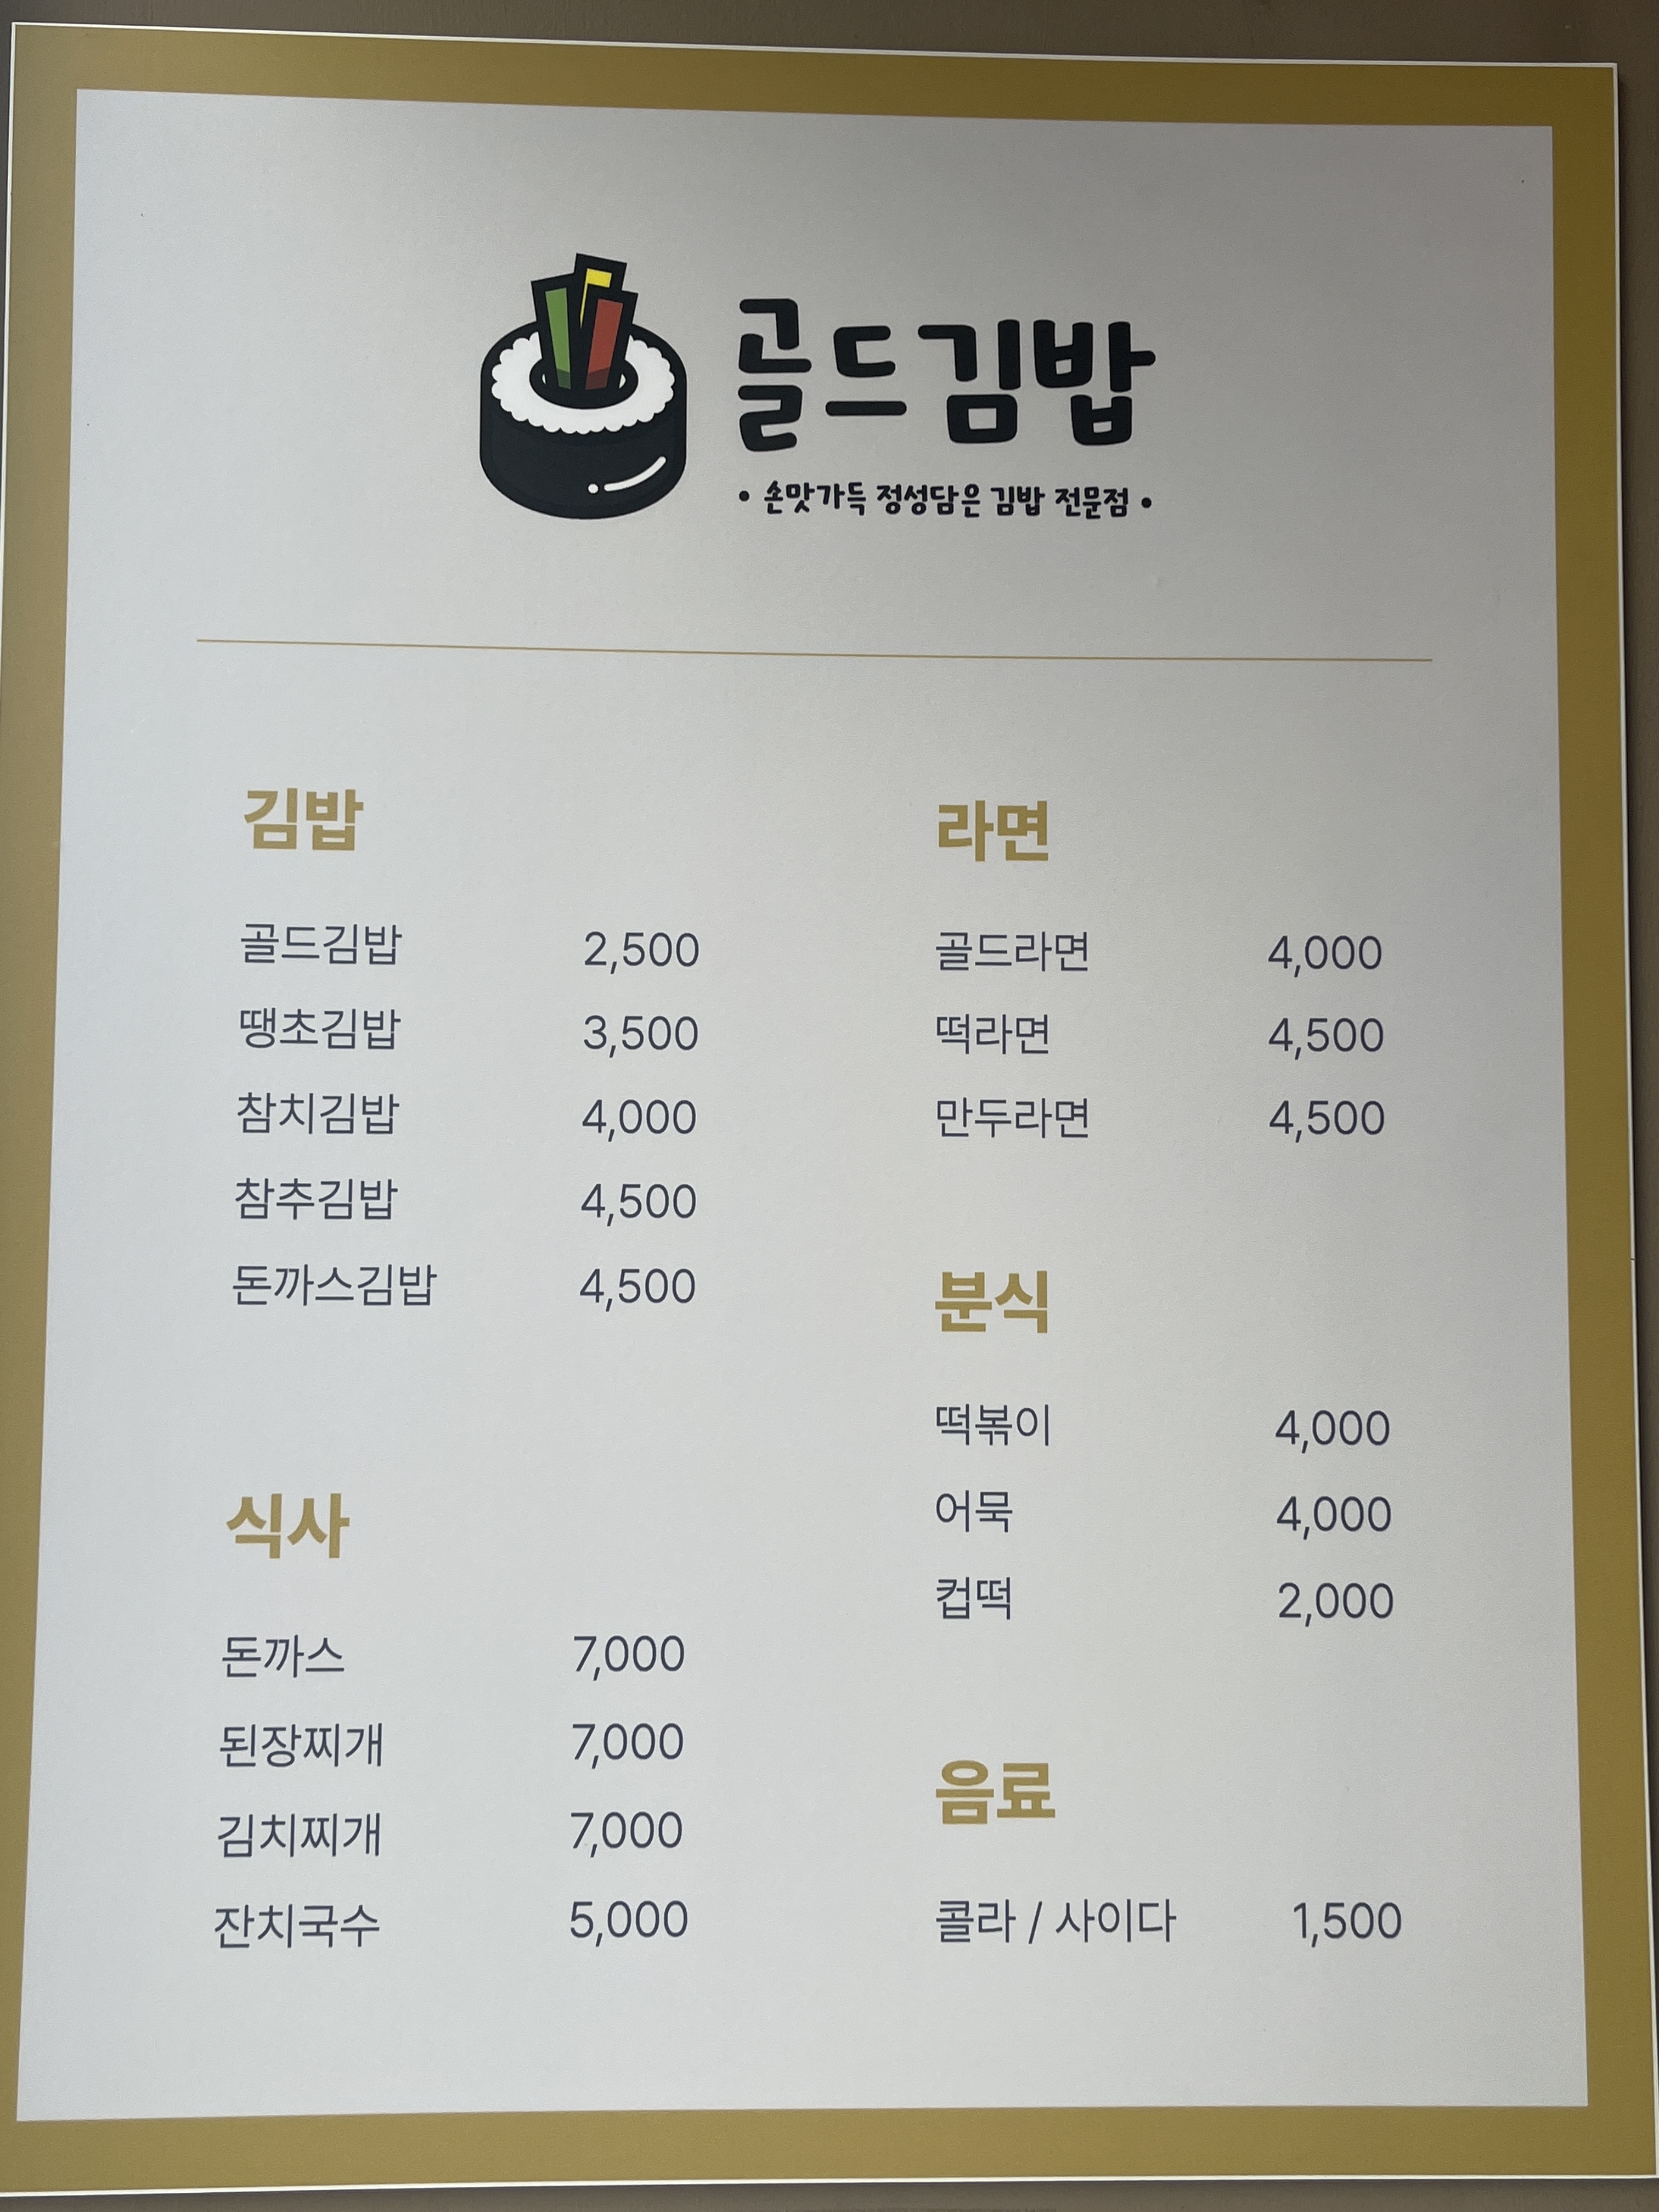 골드김밥
• 손맛가득 정성담은 김밥 전문점 •
김밥
골드김밥 2,500
땡초김밥 3,500
참치김밥 4,000
참추김밥 4,500
돈까스김밥 4,500
식사
돈까스 7,000
된장찌개 7,000
김치찌개 7,000
잔치국수 5,000
라면
골드라면 4,000
떡라면 4,500
만두라면 4,500
분식
떡볶이 4,000
어묵 4,000
컵떡 2,000
음료
콜라 / 사이다 1,500